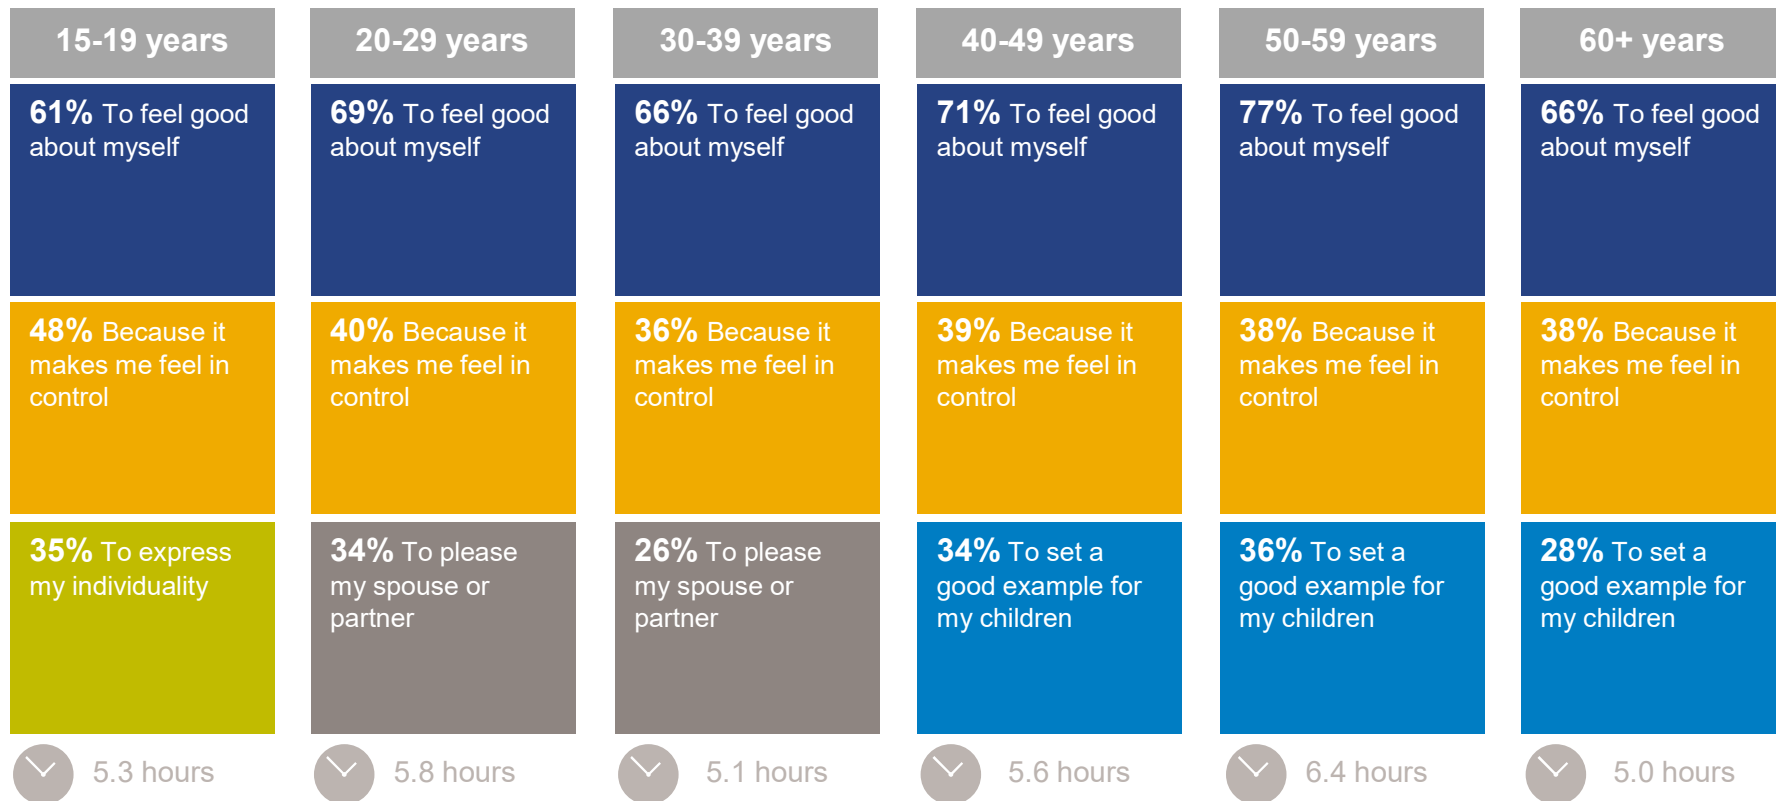 15-19 years
61% To feel good
about myself
48% Because it
makes me feel in
control
35% To express
my individuality
5.3 hours
20-29 years
69% To feel good
about myself
40% Because it
makes me feel in
control
34% To please
my spouse or
partner
5.8 hours
30-39 years
66% To feel good
about myself
36% Because it
makes me feel in
control
26% To please
my spouse or
partner
5.1 hours
40-49 years
71% To feel good
about myself
39% Because it
makes me feel in
control
34% To set a
good example for
my children
5.6 hours
50-59 years
77% To feel good
about myself
38% Because it
makes me feel in
control
36% To set a
good example for
my children
6.4 hours
60+ years
66% To feel good
about myself
38% Because it
makes me feel in
control
28% To set a
good example for
my children
5.0 hours